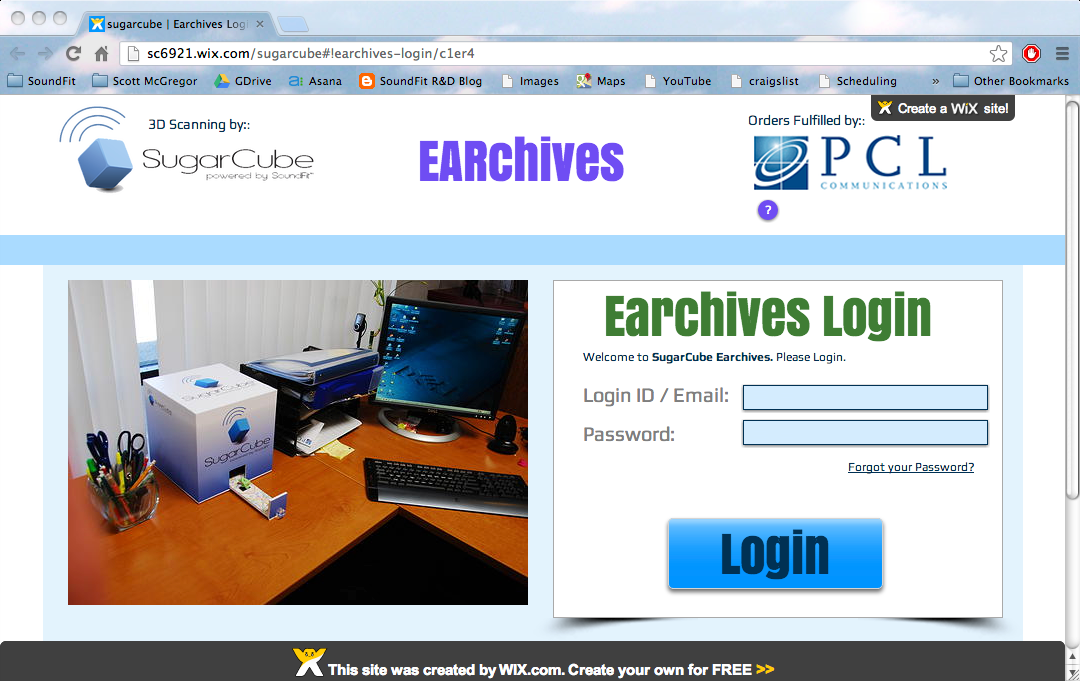 sugarcube | Earchives Logi
sc6921.wix.com/sugarcube#!earchives-login/c1er4
SoundFit Scott McGregor GDrive Asana SoundFit R&D Blog Images Maps YouTube craigslist Scheduling » Other Bookmarks
Create a WiX site!
3D Scanning by::
SugarCube
powered by SoundFit
EARchives
Orders Fulfilled by::
PCL
COMMUNICATIONS
?
SugarCube
SugarCube
Earchives Login
Welcome to SugarCube Earchives. Please Login.
Login ID / Email:
Password:
Forgot your Password?
Login
This site was created by WIX.com. Create your own for FREE >>